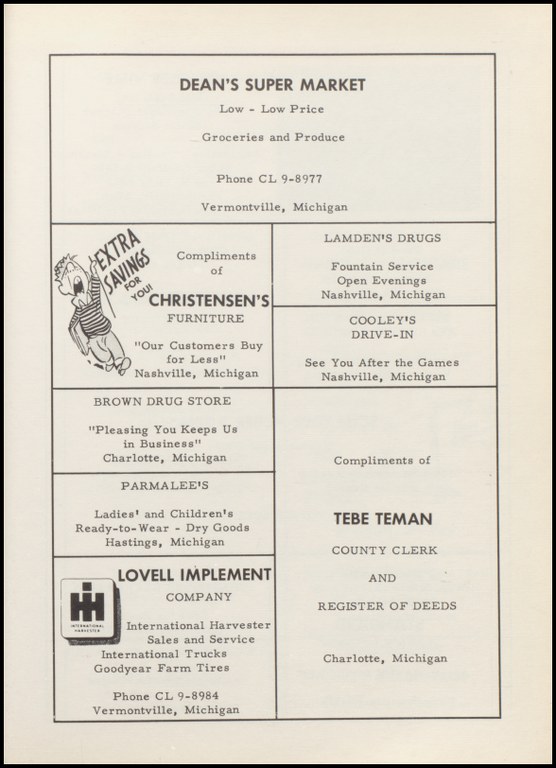 DEAN'S SUPER MARKET
Low - Low Price
Groceries and Produce
Phone CL 9-8977
Vermontville, Michigan
EXTRA
SAVINGS
FOR
YOU!
Compliments
of
CHRISTENSEN'S
FURNITURE
"Our Customers Buy
for Less"
Nashville, Michigan
LAMDEN'S DRUGS
Fountain Service
Open Evenings
Nashville, Michigan
COOLEY'S
DRIVE-IN
See You After the Games
Nashville, Michigan
BROWN DRUG STORE
"Pleasing You Keeps Us
in Business"
Charlotte, Michigan
PARMALEE'S
Ladies' and Children's
Ready-to-Wear - Dry Goods
Hastings, Michigan
LOVELL IMPLEMENT
COMPANY
IH
INTERNATIONAL
HARVESTER
International Harvester
Sales and Service
International Trucks
Goodyear Farm Tires
Phone CL 9-8984
Vermontville, Michigan
Compliments of
TEBE TEMAN
COUNTY CLERK
AND
REGISTER OF DEEDS
Charlotte, Michigan